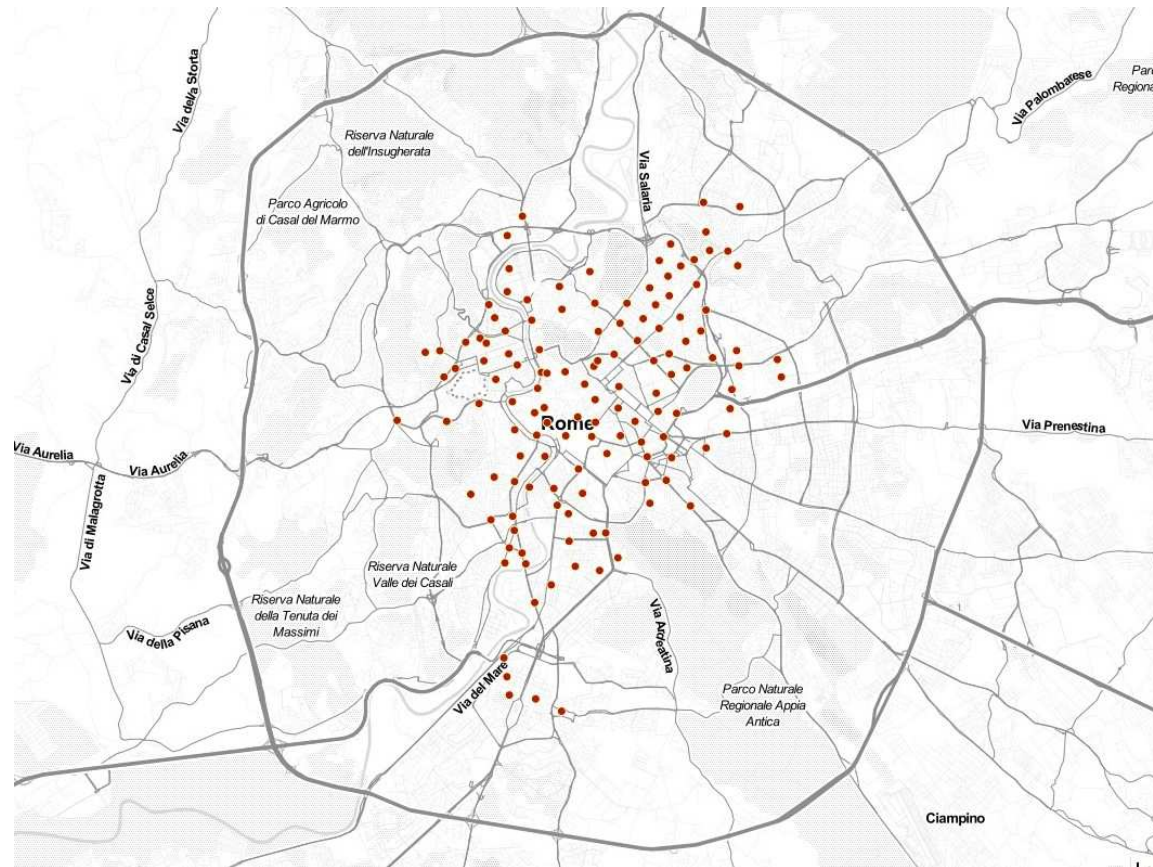 Via della Storta
Riserva Naturale
dell'Insugherata
Parco Agricolo
di Casal del Marmo
Via Salaria
Via Palombarese
Regiona
Via di Casal Selce
Rome
Via Prenestina
Via Aurelia
Via Aurelia
Via di Malagrotta
Riserva Naturale
Valle dei Casali
Riserva Naturale
della Tenuta dei
Massimi
Via della Pisana
Via Ardeatina
Via del Mare
Parco Naturale
Regionale Appia
Antica
Ciampino